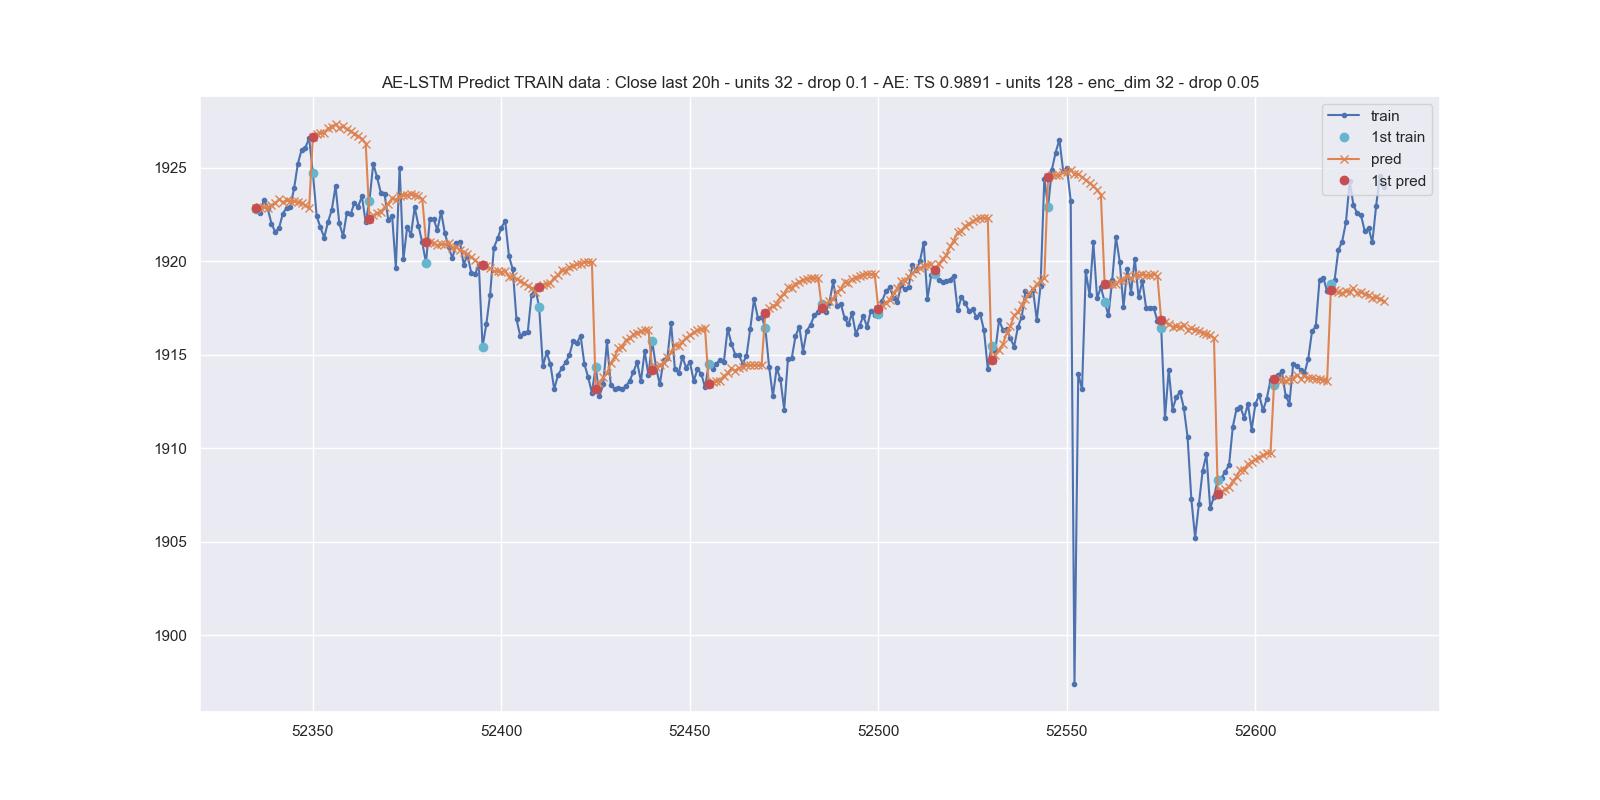 AE-LSTM Predict TRAIN data : Close last 20h - units 32 - drop 0.1 - AE: TS 0.9891 - units 128 - enc_dim 32 - drop 0.05
train
1st train
pred
1st pred
1925
1920
1915
1910
1905
1900
52350
52400
52450
52500
52550
52600